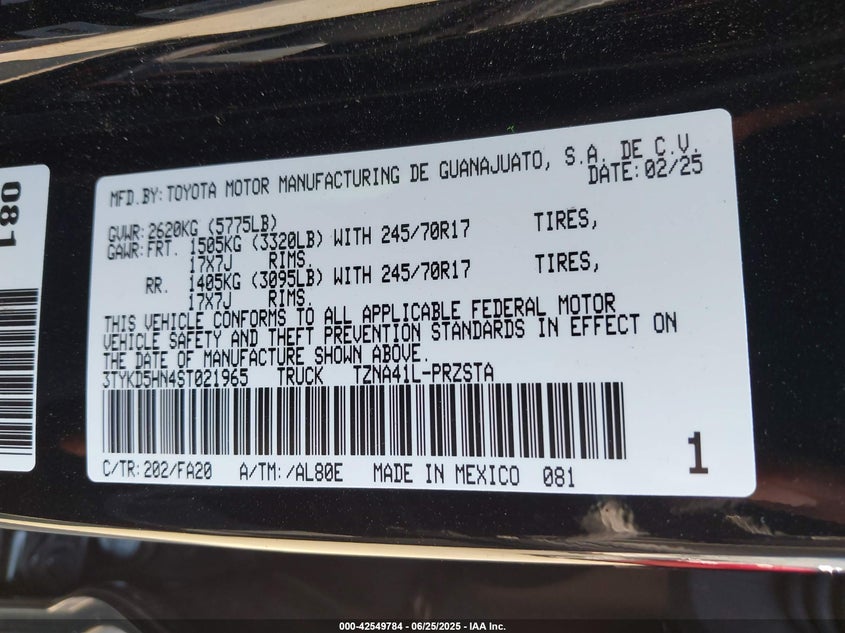 081
MFD.BY:TOYOTA MOTOR MANUFACTURING DE GUANAJUATO, S.A. DE C.V.
DATE:02/25
GVWR:2620KG (5775LB)
GAWR:FRT. 1505KG (3320LB) WITH 245/70R17 TIRES,
17X7J RIMS.
RR. 1405KG (3095LB) WITH 245/70R17 TIRES,
17X7J RIMS.
THIS VEHICLE CONFORMS TO ALL APPLICABLE FEDERAL MOTOR
VEHICLE SAFETY AND THEFT PREVENTION STANDARDS IN EFFECT ON
THE DATE OF MANUFACTURE SHOWN ABOVE.
3TYKD5HN4ST021965 TRUCK TZNA41L-PRZSTA
C/TR:202/FA20 A/TM:/AL80E MADE IN MEXICO 081
1
000-42549784 - 06/25/2025 - IAA Inc.